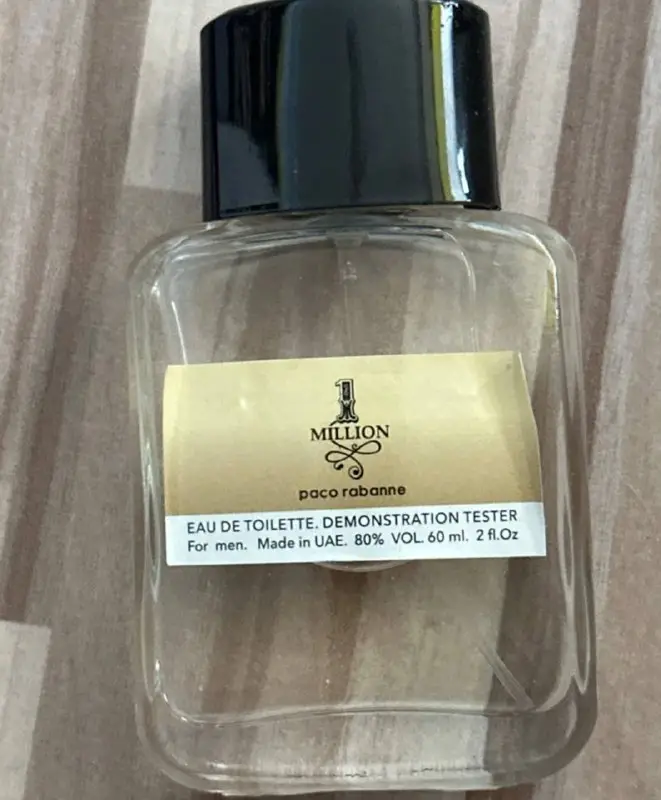 1
MILLION
paco rabanne
EAU DE TOILETTE. DEMONSTRATION TESTER
For men. Made in UAE. 80% VOL. 60 ml. 2 fl.Oz